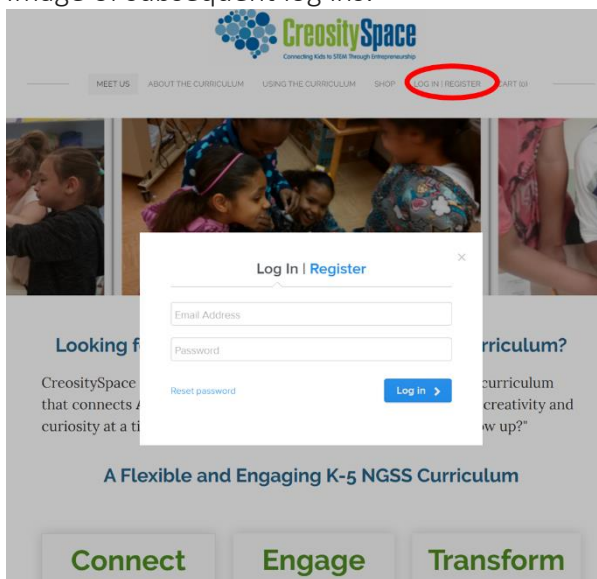 image of subsequent log ins.
CreositySpace
Connecting Kids to STEM Through Entrepreneurship
MEET US ABOUT THE CURRICULUM USING THE CURRICULUM SHOP LOG IN | REGISTER CART (0)
Log In | Register
×
Email Address
Password
Reset password Log in
Looking f rriculum?
CreositySpace curriculum
that connects creativity and
curiosity at a ti w up?"
A Flexible and Engaging K-5 NGSS Curriculum
Connect Engage Transform